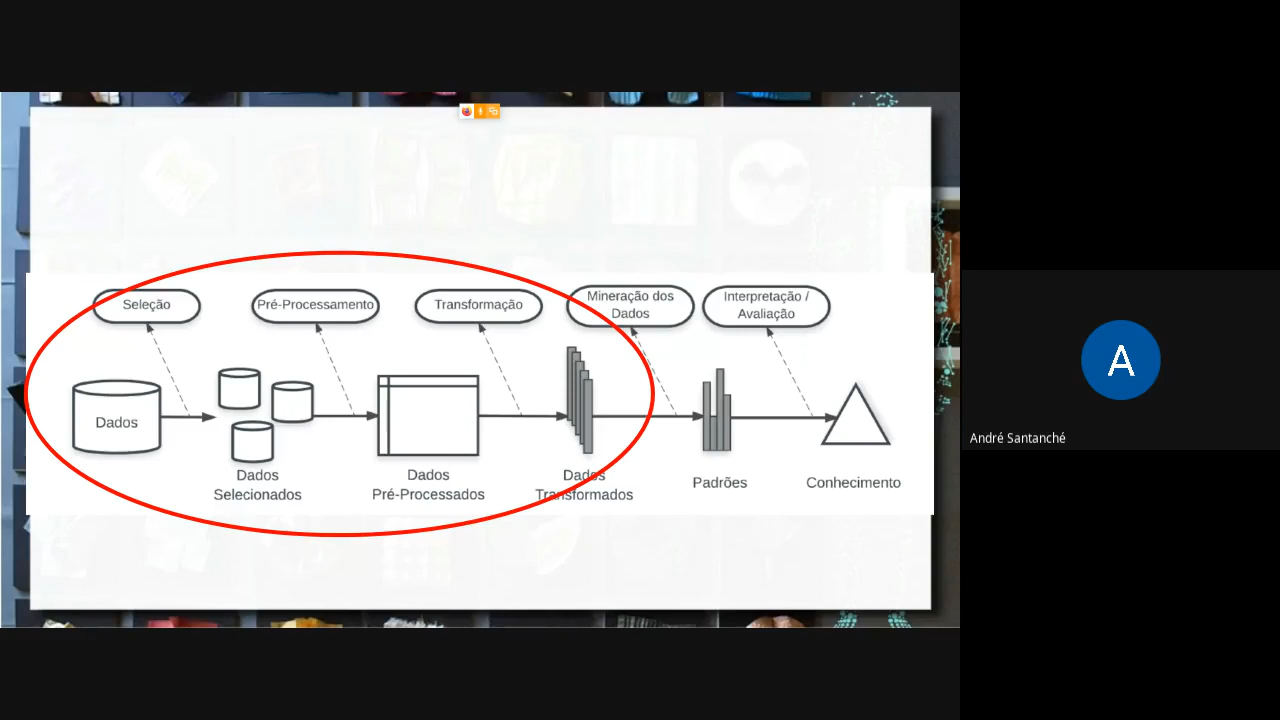 Seleção
Pré-Processamento
Transformação
Mineração dos
Dados
Interpretação /
Avaliação
Dados
Dados
Selecionados
Dados
Pré-Processados
Dados
Transformados
Padrões
Conhecimento
A
André Santanchè